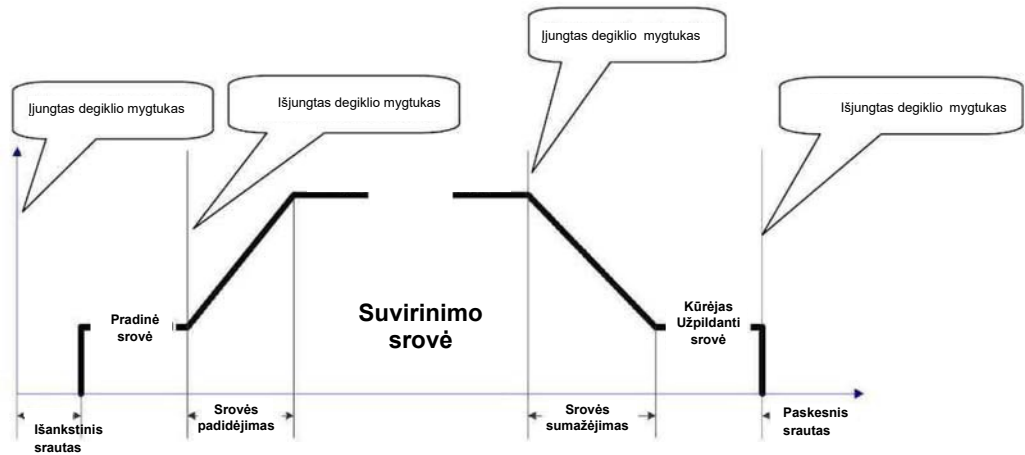 Įjungtas degiklio mygtukas
Išjungtas degiklio mygtukas
Įjungtas degiklio mygtukas
Išjungtas degiklio mygtukas
Pradinė
srovė
Suvirinimo
srovė
Kūrėjas
Užpildanti
srovė
Išankstinis
srautas
Srovės
padidėjimas
Srovės
sumažėjimas
Paskesnis
srautas